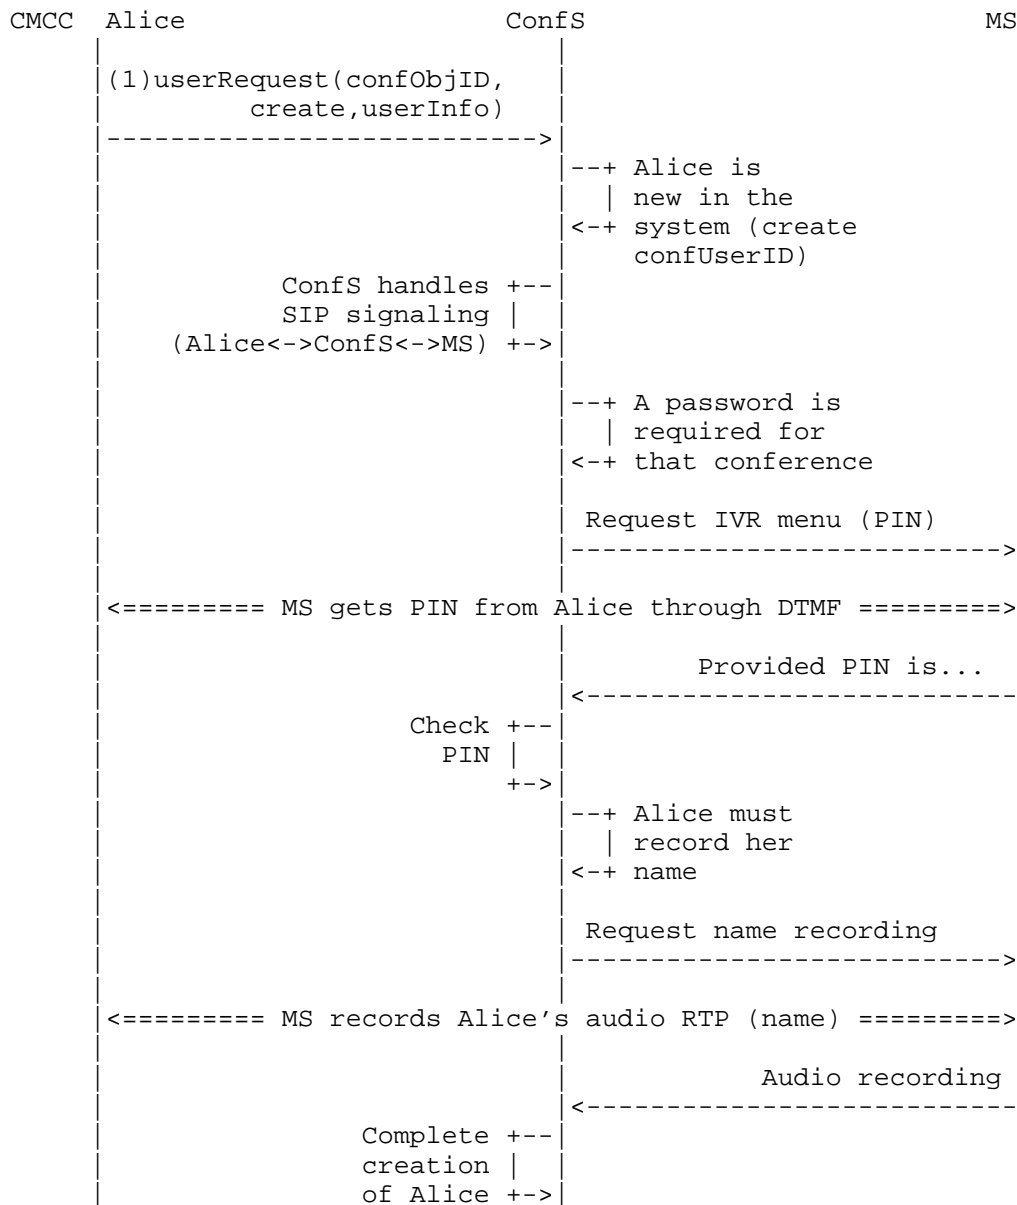 CMCC Alice ConfS MS
(1)userRequest(confObjID,
create,userInfo)
--------------------------->
--+ Alice is
| new in the
<-+ system (create
confUserID)
ConfS handles +--
SIP signaling |
(Alice<->ConfS<->MS) +->
--+ A password is
| required for
<-+ that conference
Request IVR menu (PIN)
--------------------------->
<========= MS gets PIN from Alice through DTMF =========>
Provided PIN is...
<---------------------------
Check +--
PIN |
+->
--+ Alice must
| record her
<-+ name
Request name recording
--------------------------->
<========= MS records Alice's audio RTP (name) =========>
Audio recording
<---------------------------
Complete +--
creation |
of Alice +->